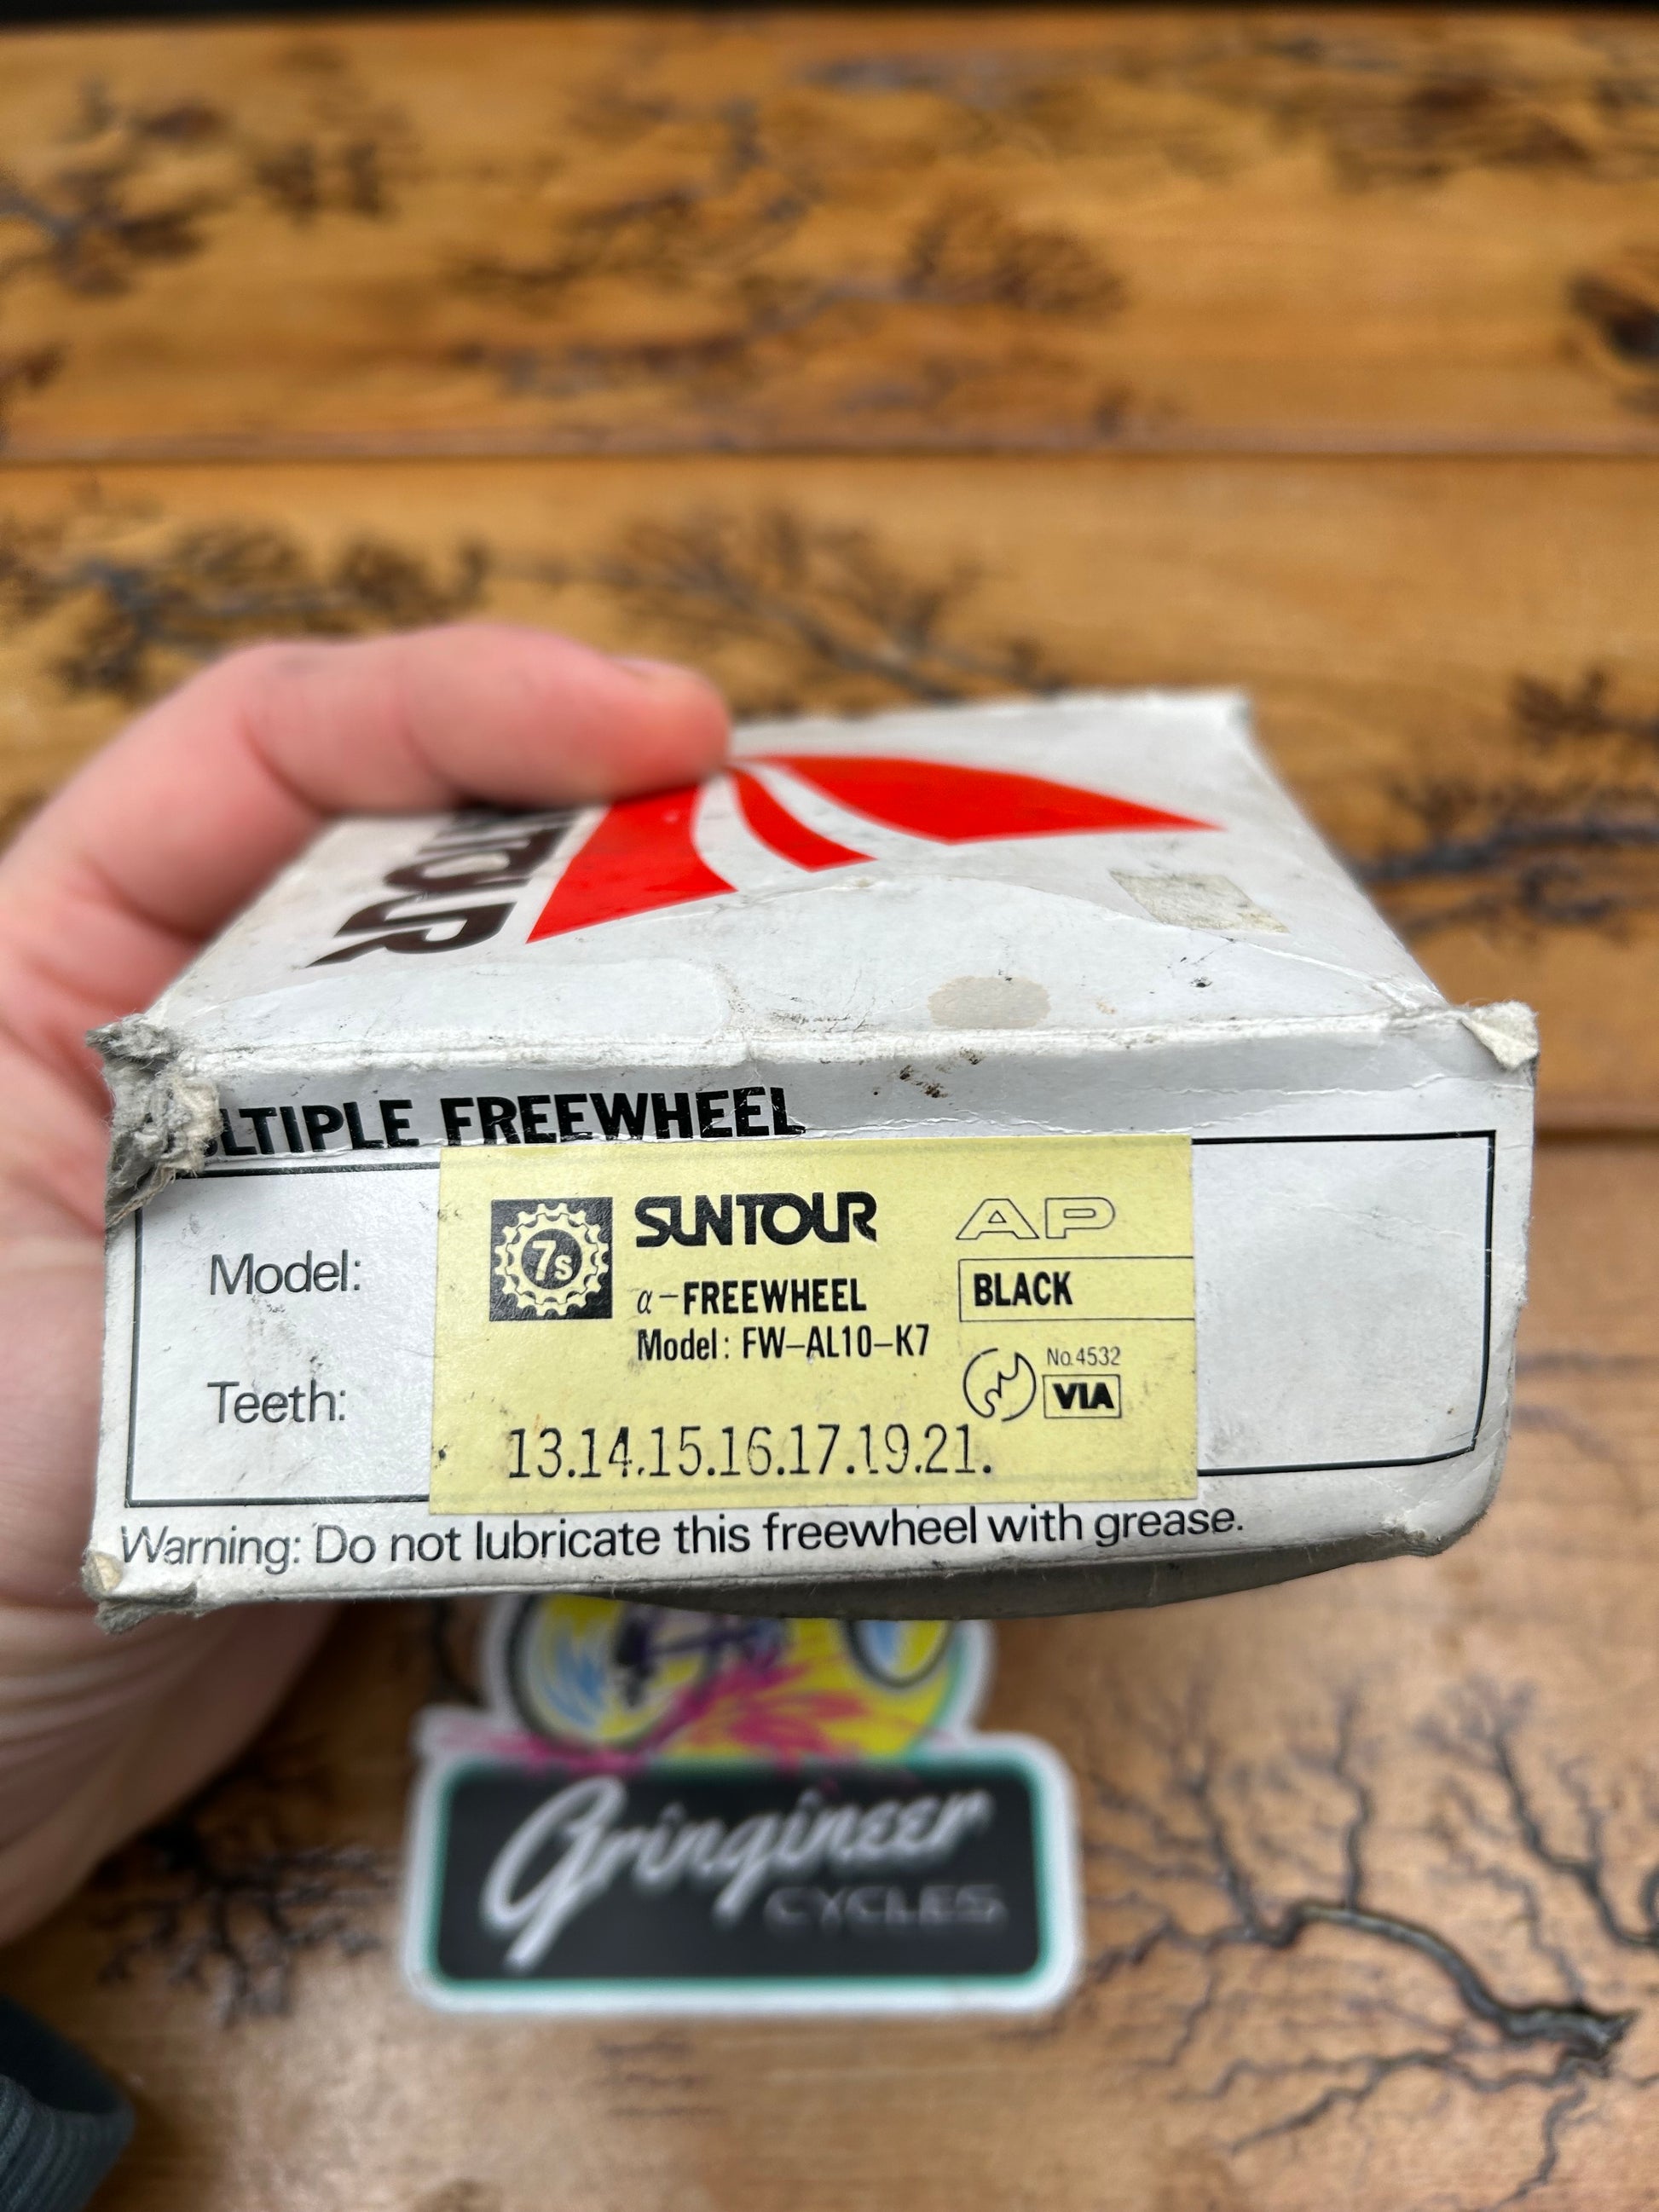 NTOUR
LTIPLE FREEWHEEL
Model:
Teeth:
7s
SUNTOUR
α-FREEWHEEL
Model: FW-AL10-K7
AP
BLACK
No.4532
VIA
13.14.15.16.17.19.21.
Warning: Do not lubricate this freewheel with grease.
Gringineer
CYCLES